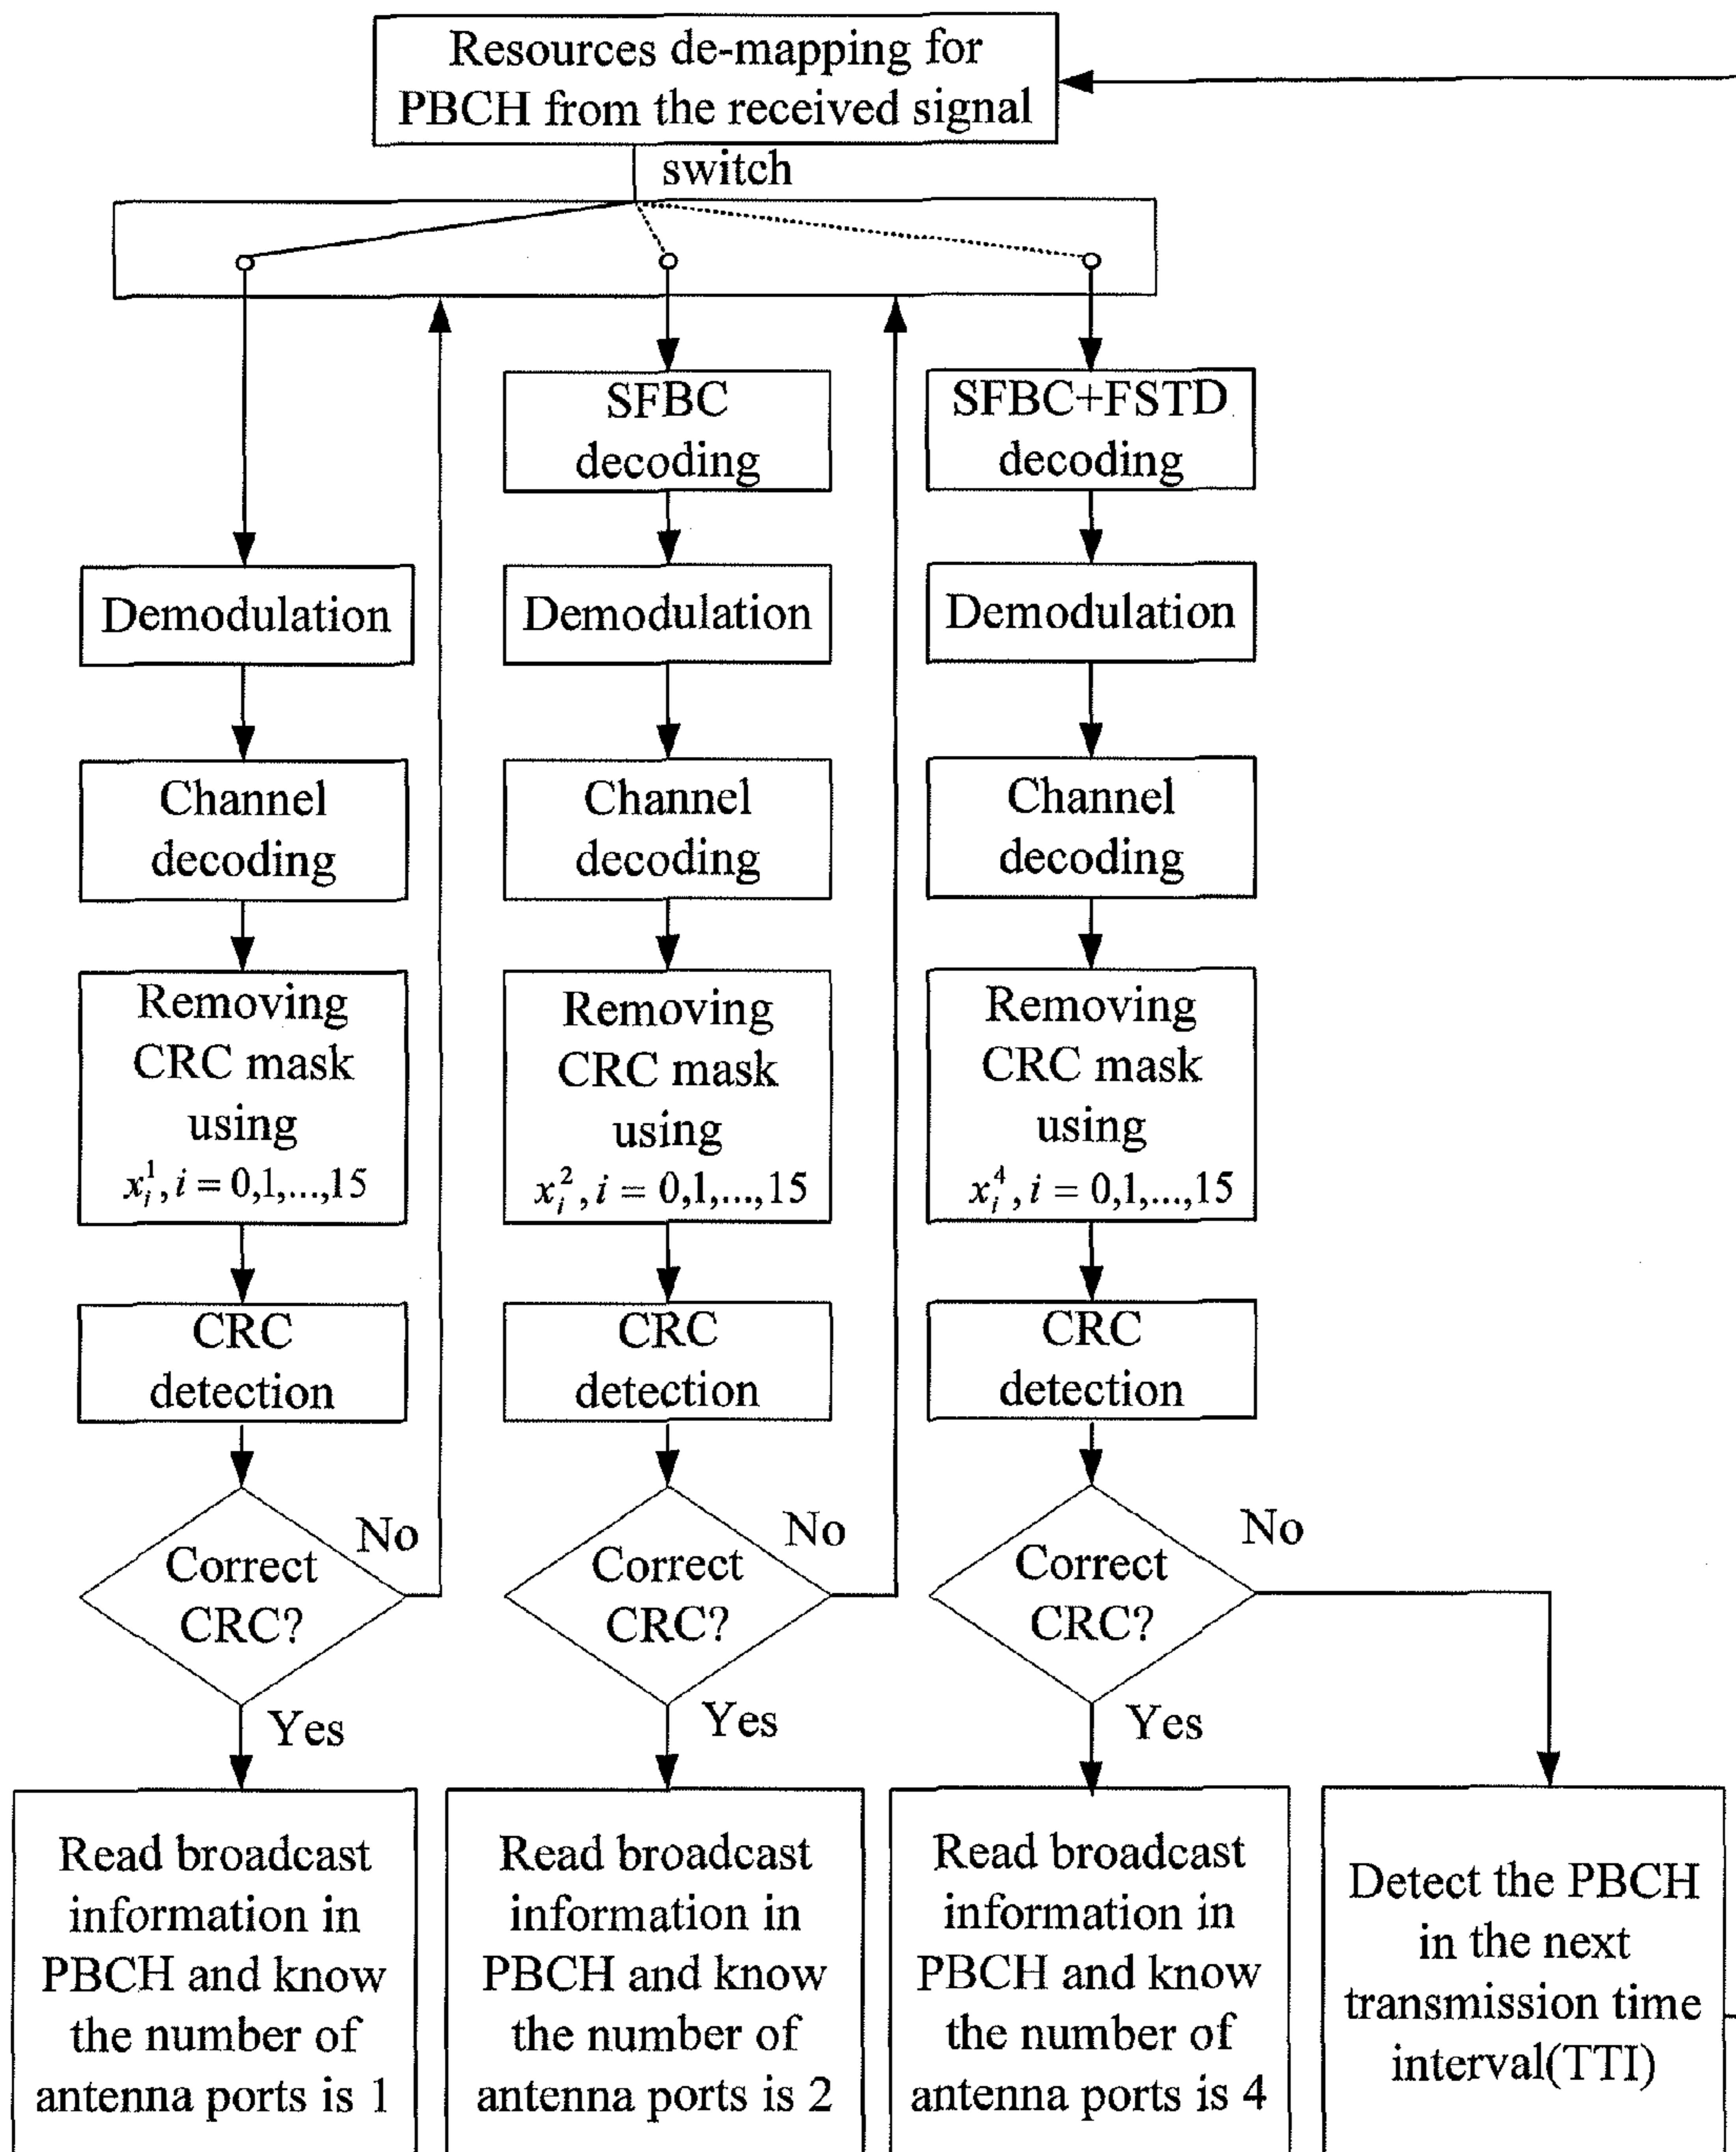 Resources de-mapping for
PBCH from the received signal
switch
SFBC
decoding
SFBC+FSTD
decoding
Demodulation
Demodulation
Demodulation
Channel
decoding
Channel
decoding
Channel
decoding
Removing
CRC mask
using
x_i^1, i = 0,1,...,15
Removing
CRC mask
using
x_i^2, i = 0,1,...,15
Removing
CRC mask
using
x_i^4, i = 0,1,...,15
CRC
detection
CRC
detection
CRC
detection
Correct
CRC?
No
Correct
CRC?
No
Correct
CRC?
No
Yes
Yes
Yes
Read broadcast
information in
PBCH and know
the number of
antenna ports is 1
Read broadcast
information in
PBCH and know
the number of
antenna ports is 2
Read broadcast
information in
PBCH and know
the number of
antenna ports is 4
Detect the PBCH
in the next
transmission time
interval(TTI)